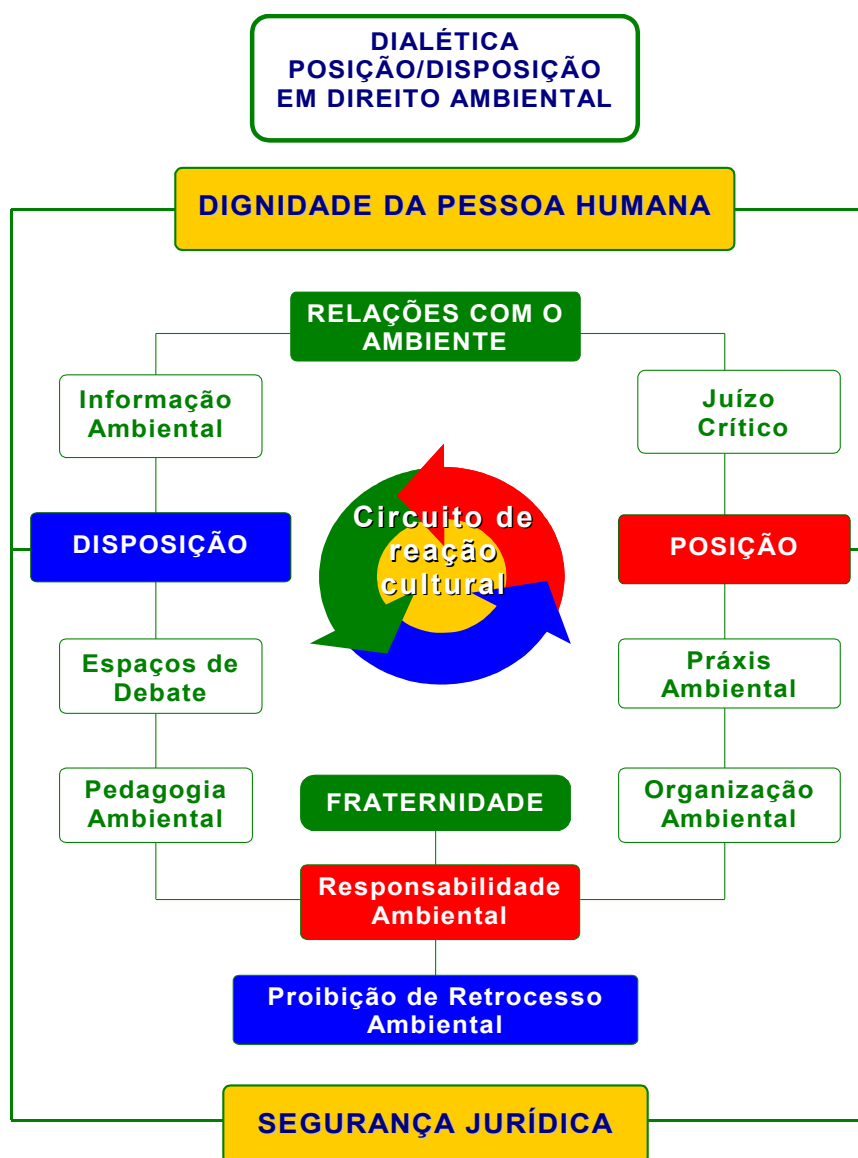 DIALÉTICA
POSIÇÃO/DISPOSIÇÃO
EM DIREITO AMBIENTAL
DIGNIDADE DA PESSOA HUMANA
RELAÇÕES COM O
AMBIENTE
Informação
Ambiental
Juízo
Crítico
Circuito de
reação
cultural
DISPOSIÇÃO
POSIÇÃO
Espaços de
Debate
Práxis
Ambiental
Pedagogia
Ambiental
FRATERNIDADE
Organização
Ambiental
Responsabilidade
Ambiental
Proibição de Retrocesso
Ambiental
SEGURANÇA JURÍDICA